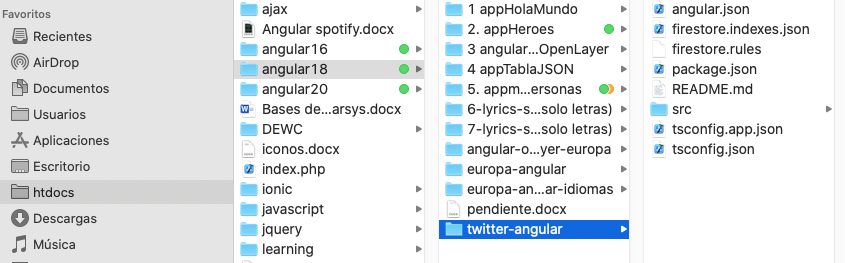 Favoritos
Recientes
AirDrop
Documentos
Usuarios
Aplicaciones
Escritorio
htdocs
Descargas
Música
ajax
Angular spotify.docx
angular16
angular18
angular20
Bases de...arsys.docx
DEWC
iconos.docx
index.php
ionic
javascript
jquery
learning
1 appHolaMundo
2. appHeroes
3 angular...OpenLayer
4 appTablaJSON
5. appm...ersonas
6-lyrics-s...solo letras)
7-lyrics-s...solo letras)
angular-o...yer-europa
europa-angular
europa-an...ar-idiomas
pendiente.docx
twitter-angular
angular.json
firestore.indexes.json
firestore.rules
package.json
README.md
src
tsconfig.app.json
tsconfig.json